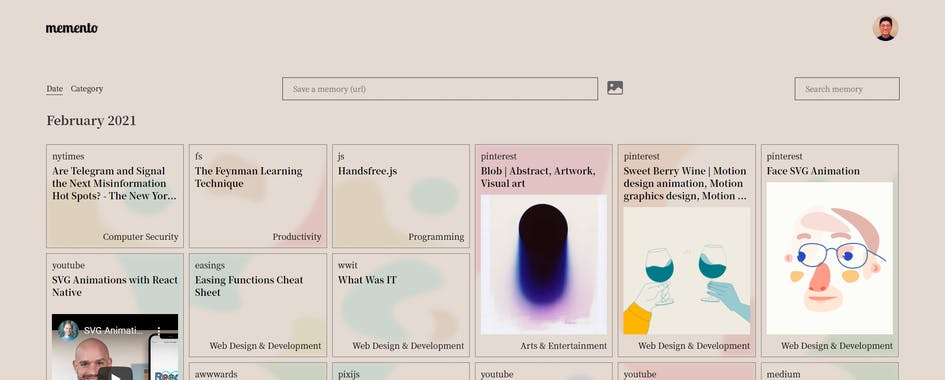 memento
Date Category
Save a memory (url)
Search memory
February 2021
nytimes
Are Telegram and Signal
the Next Misinformation
Hot Spots? - The New Yor...
Computer Security
fs
The Feynman Learning
Technique
Productivity
js
Handsfree.js
Programming
pinterest
Blob | Abstract, Artwork,
Visual art
Arts & Entertainment
pinterest
Sweet Berry Wine | Motion
design animation, Motion
graphics design, Motion ...
Web Design & Development
pinterest
Face SVG Animation
Web Design & Development
youtube
SVG Animations with React
Native
SVG Animati...
easings
Easing Functions Cheat
Sheet
Web Design & Development
wwit
What Was IT
Web Design & Development
awwwards
pixijs
youtube
youtube
medium